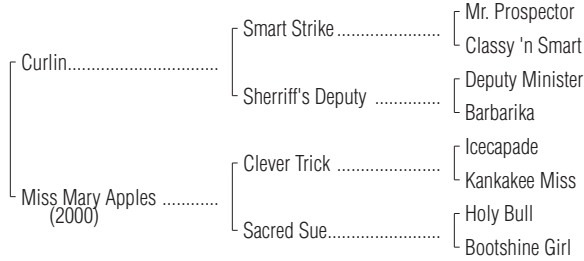 Mr. Prospector
Smart Strike ....................
Classy 'n Smart
Curlin.............................
Deputy Minister
Sherriff's Deputy .............
Barbarika
Icecapade
Clever Trick ....................
Kankakee Miss
Miss Mary Apples ...........
(2000)
Holy Bull
Sacred Sue......................
Bootshine Girl